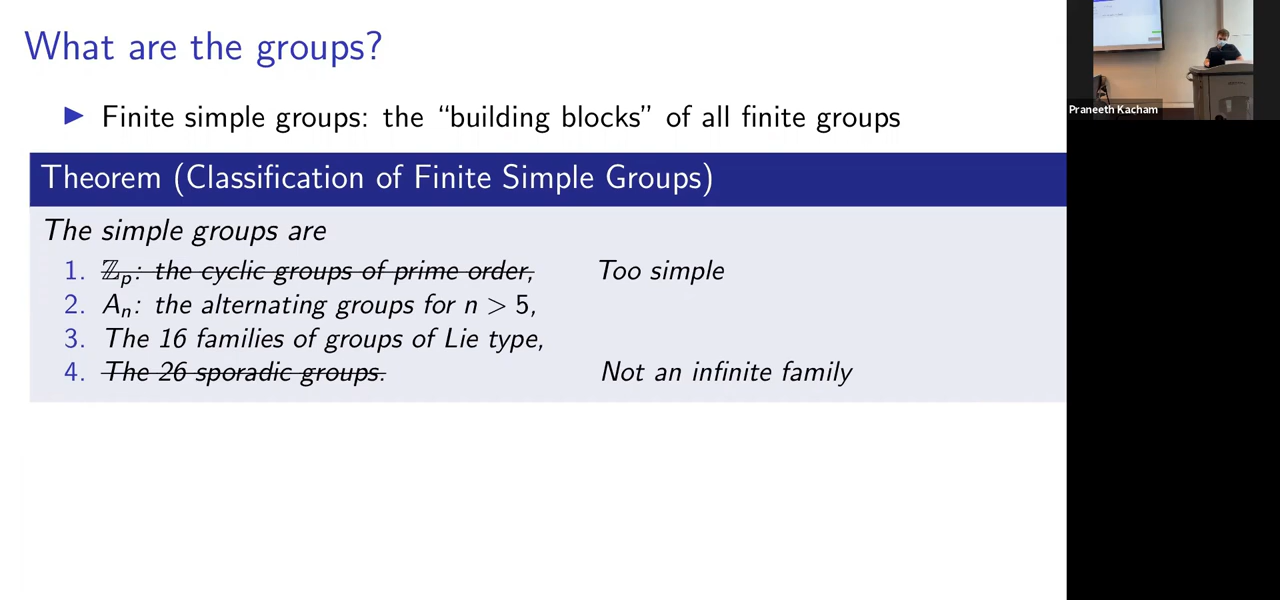 What are the groups?
▶ Finite simple groups: the “building blocks” of all finite groups
Theorem (Classification of Finite Simple Groups)
The simple groups are
1. ℤₚ: the cyclic groups of prime order, Too simple
2. Aₙ: the alternating groups for n > 5,
3. The 16 families of groups of Lie type,
4. The 26 sporadic groups. Not an infinite family
Praneeth Kacham